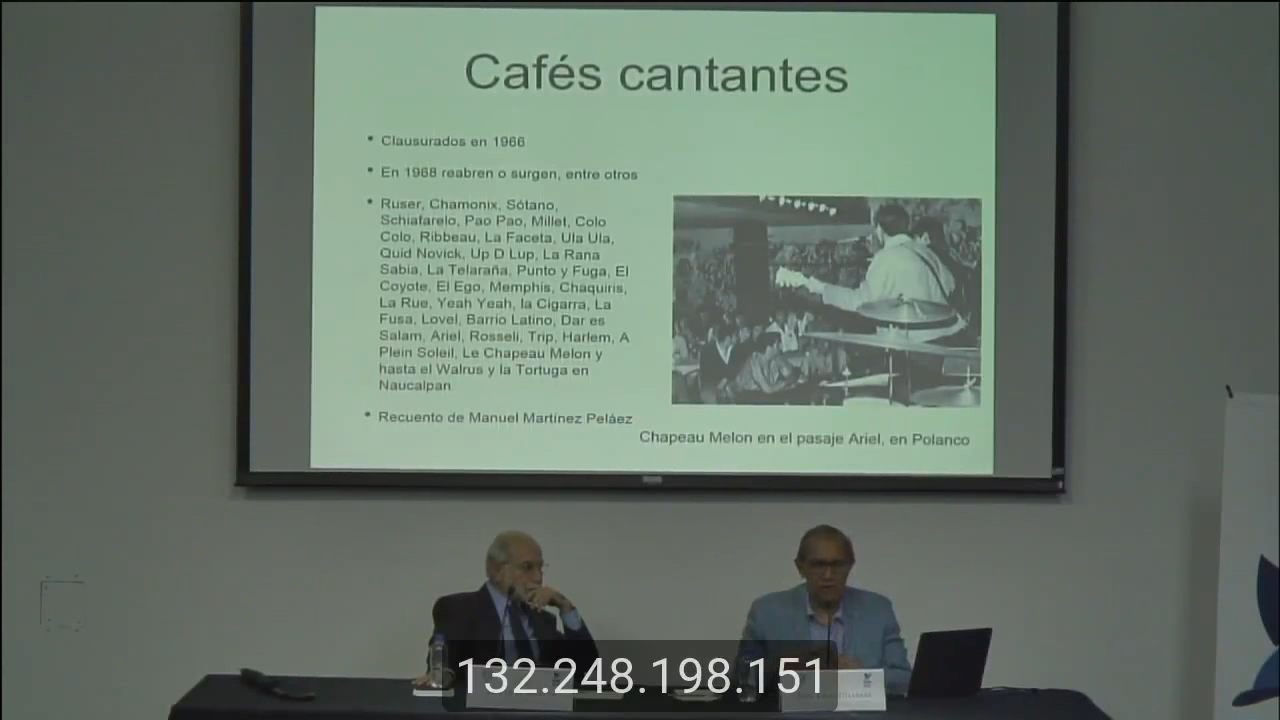 Cafés cantantes
• Clausurados en 1966
• En 1968 reabren o surgen, entre otros
• Ruser, Chamonix, Sótano,
Schiafarelo, Pao Pao, Millet, Colo
Colo, Ribbeau, La Faceta, Ula Ula,
Quid Novick, Up D Lup, La Rana
Sabia, La Telaraña, Punto y Fuga, El
Coyote, El Ego, Memphis, Chaquiris,
La Rue, Yeah Yeah, la Cigarra, La
Fusa, Lovel, Barrio Latino, Dar es
Salam, Ariel, Rosseli, Trip, Harlem, A
Plein Soleil, Le Chapeau Melon y
hasta el Walrus y la Tortuga en
Naucalpan
• Recuento de Manuel Martínez Peláez
Chapeau Melon en el pasaje Ariel, en Polanco
132.248.198.151